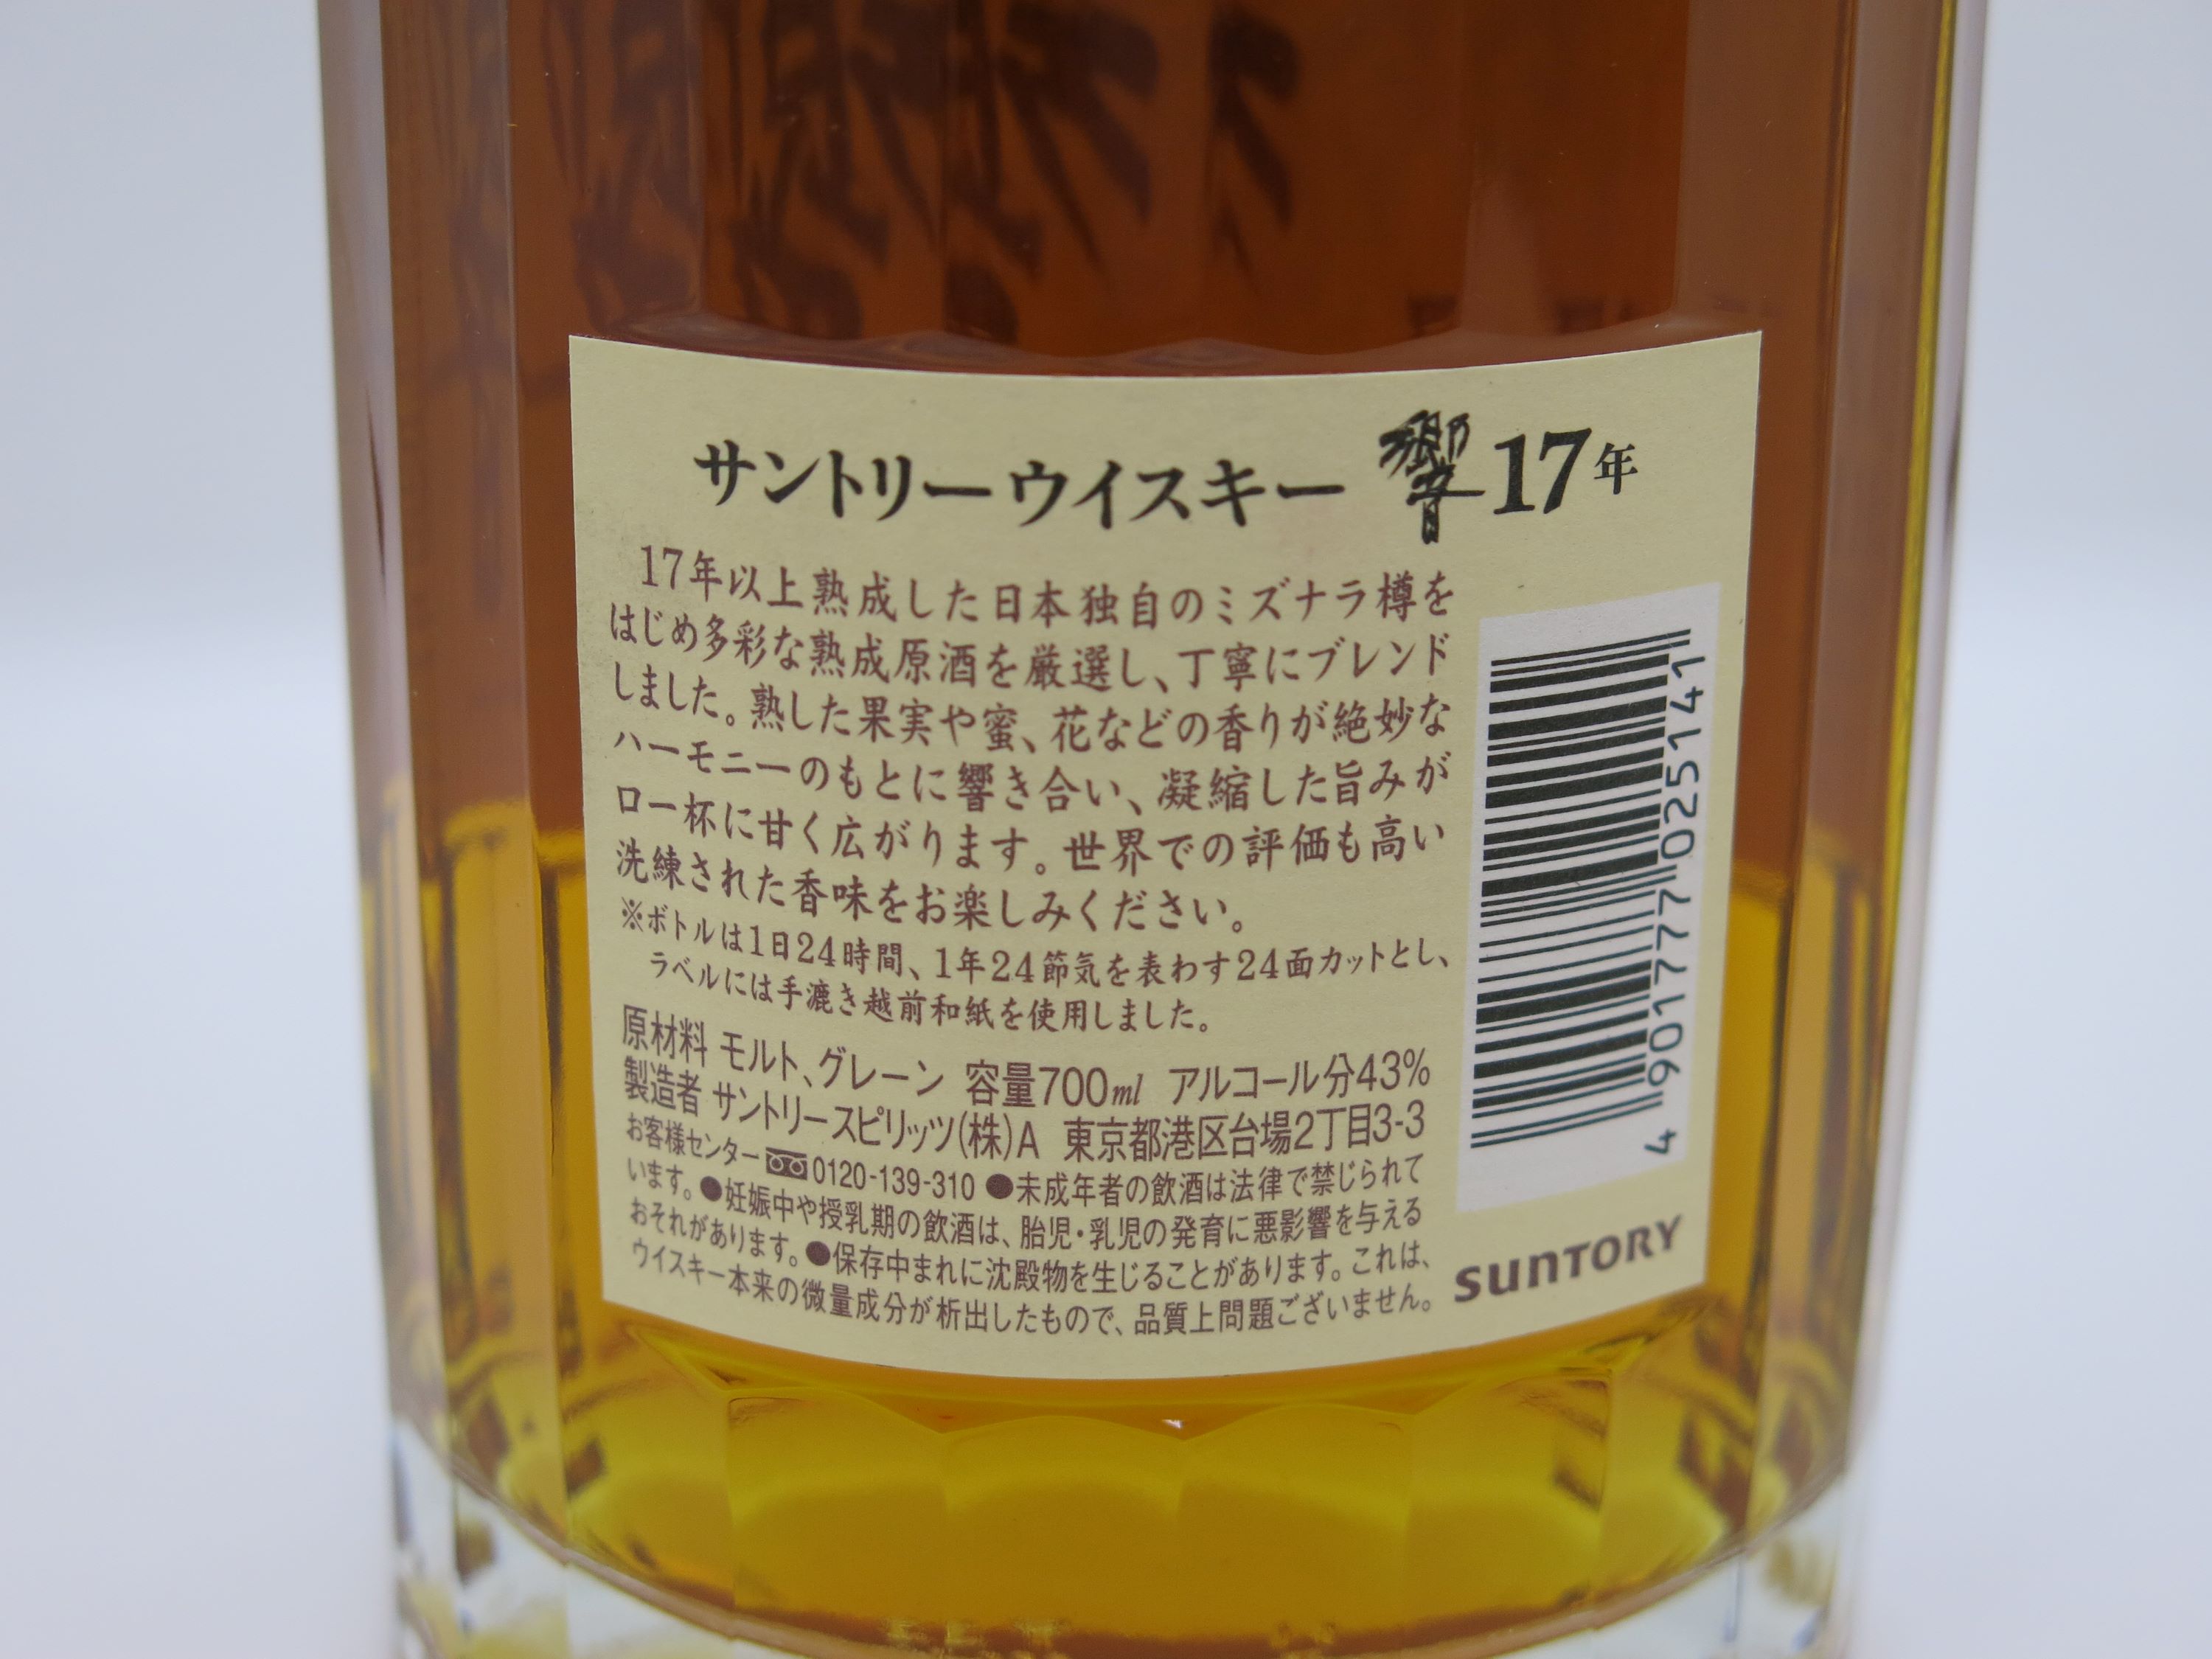 サントリーウイスキー 響 17年
17年以上熟成した日本独自のミズナラ樽を
はじめ多彩な熟成原酒を厳選し、丁寧にブレンド
しました。熟した果実や蜜、花などの香りが絶妙な
ハーモニーのもとに響き合い、凝縮した旨みが
口一杯に甘く広がります。世界での評価も高い
洗練された香味をお楽しみください。
※ボトルは1日24時間、1年24節気を表わす24面カットとし、
ラベルには手漉き越前和紙を使用しました。
原材料 モルト、グレーン 容量700ml アルコール分43%
製造者 サントリースピリッツ(株)A 東京都港区台場2丁目3-3
お客様センター 0120-139-310 ●未成年者の飲酒は法律で禁じられて
います。●妊娠中や授乳期の飲酒は、胎児・乳児の発育に悪影響を与える
おそれがあります。●保存中まれに沈殿物を生じることがあります。これは、
ウイスキー本来の微量成分が析出したもので、品質上問題ございません。
4 901777 025141
SUNTORY